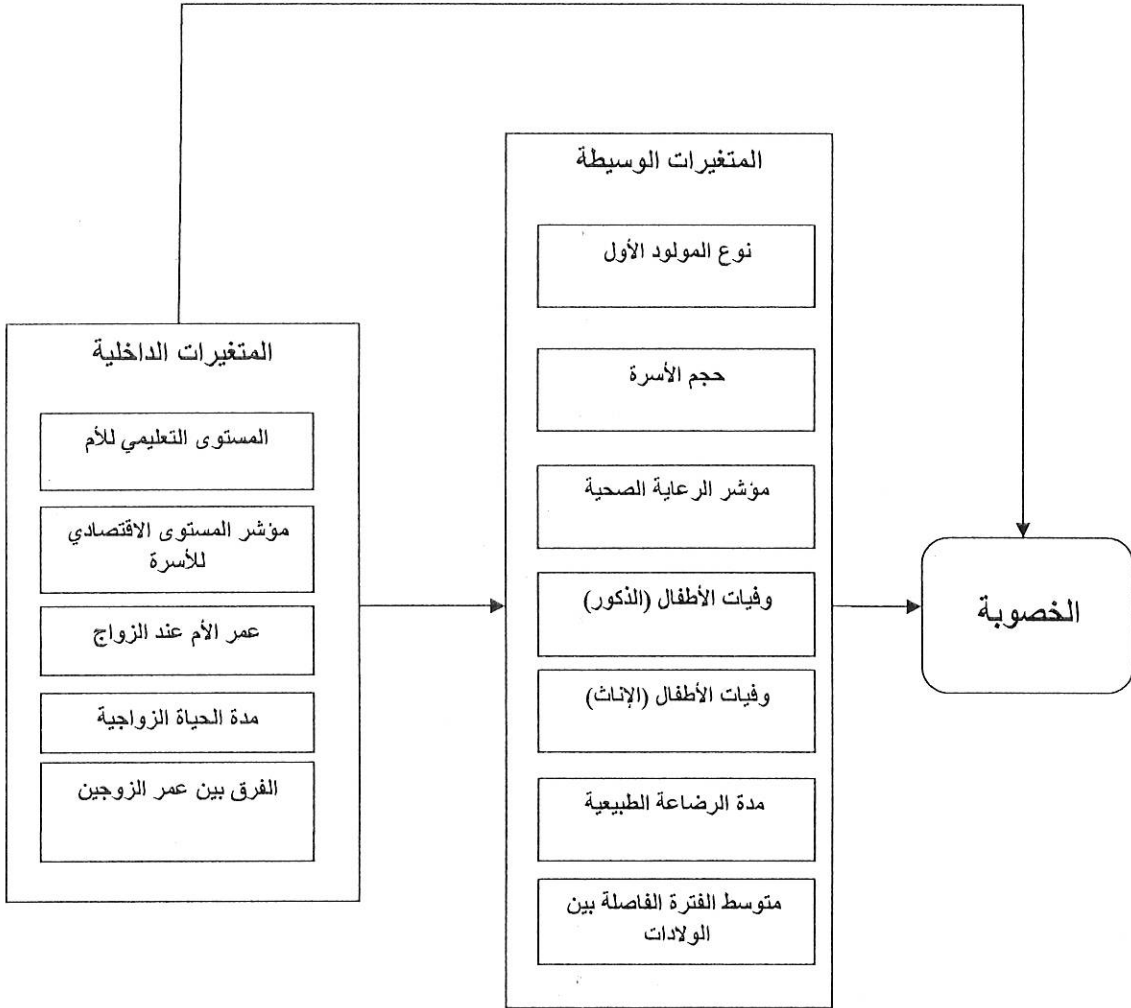 المتغيرات الوسيطة
نوع المولود الأول
حجم الأسرة
مؤشر الرعاية الصحية
وفيات الأطفال (الذكور)
وفيات الأطفال (الإناث)
مدة الرضاعة الطبيعية
متوسط الفترة الفاصلة بين
الولادات
المتغيرات الداخلية
المستوى التعليمي للأم
مؤشر المستوى الاقتصادي
للأسرة
عمر الأم عند الزواج
مدة الحياة الزواجية
الفرق بين عمر الزوجين
الخصوبة